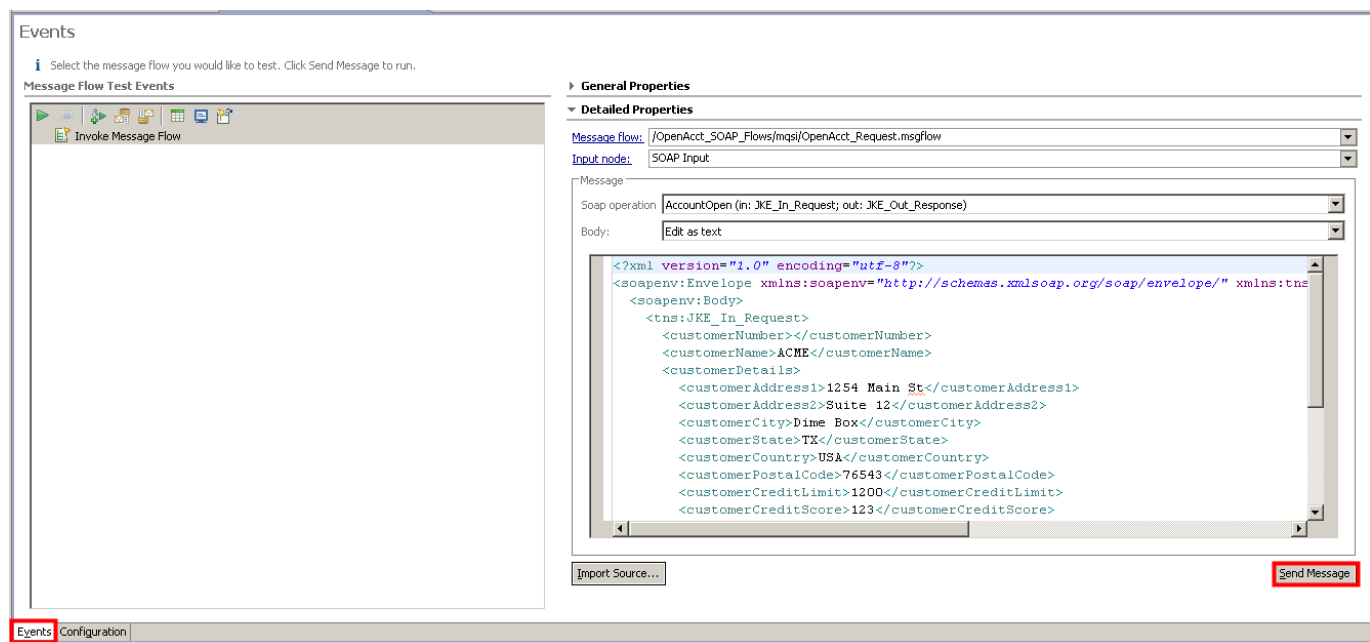 Events
i Select the message flow you would like to test. Click Send Message to run.
Message Flow Test Events
Invoke Message Flow
General Properties
Detailed Properties
Message flow: /OpenAcct_SOAP_Flows/mqsi/OpenAcct_Request.msgflow
Input node: SOAP Input
Message
Soap operation AccountOpen (in: JKE_In_Request; out: JKE_Out_Response)
Body: Edit as text
<?xml version="1.0" encoding="utf-8"?>
<soapenv:Envelope xmlns:soapenv="http://schemas.xmlsoap.org/soap/envelope/" xmlns:tns
<soapenv:Body>
<tns:JKE_In_Request>
<customerNumber></customerNumber>
<customerName>ACME</customerName>
<customerDetails>
<customerAddress1>1254 Main St</customerAddress1>
<customerAddress2>Suite 12</customerAddress2>
<customerCity>Dime Box</customerCity>
<customerState>TX</customerState>
<customerCountry>USA</customerCountry>
<customerPostalCode>76543</customerPostalCode>
<customerCreditLimit>1200</customerCreditLimit>
<customerCreditScore>123</customerCreditScore>
Import Source... Send Message
Events Configuration